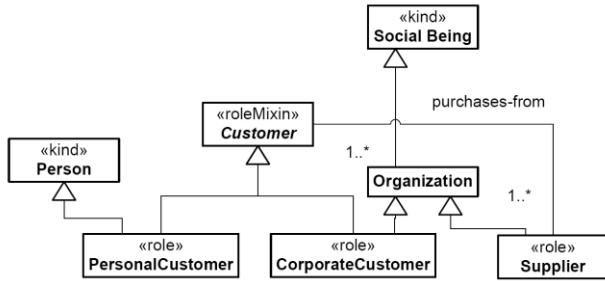 «kind»
Social Being
«roleMixin»
Customer
purchases-from
«kind»
Person
1..*
Organization
1..*
«role»
PersonalCustomer
«role»
CorporateCustomer
«role»
Supplier